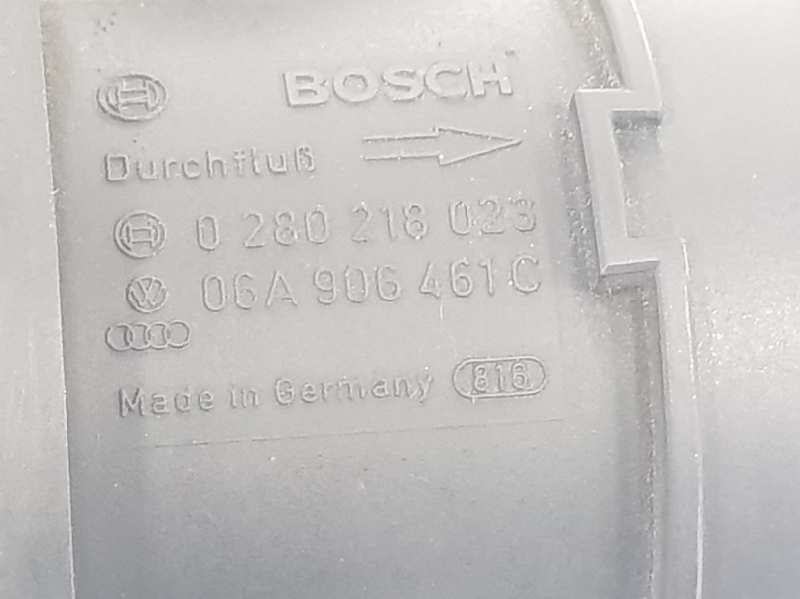 BOSCH
Durchfluß
0 280 218 023
06A 906 461 C
Made in Germany 816